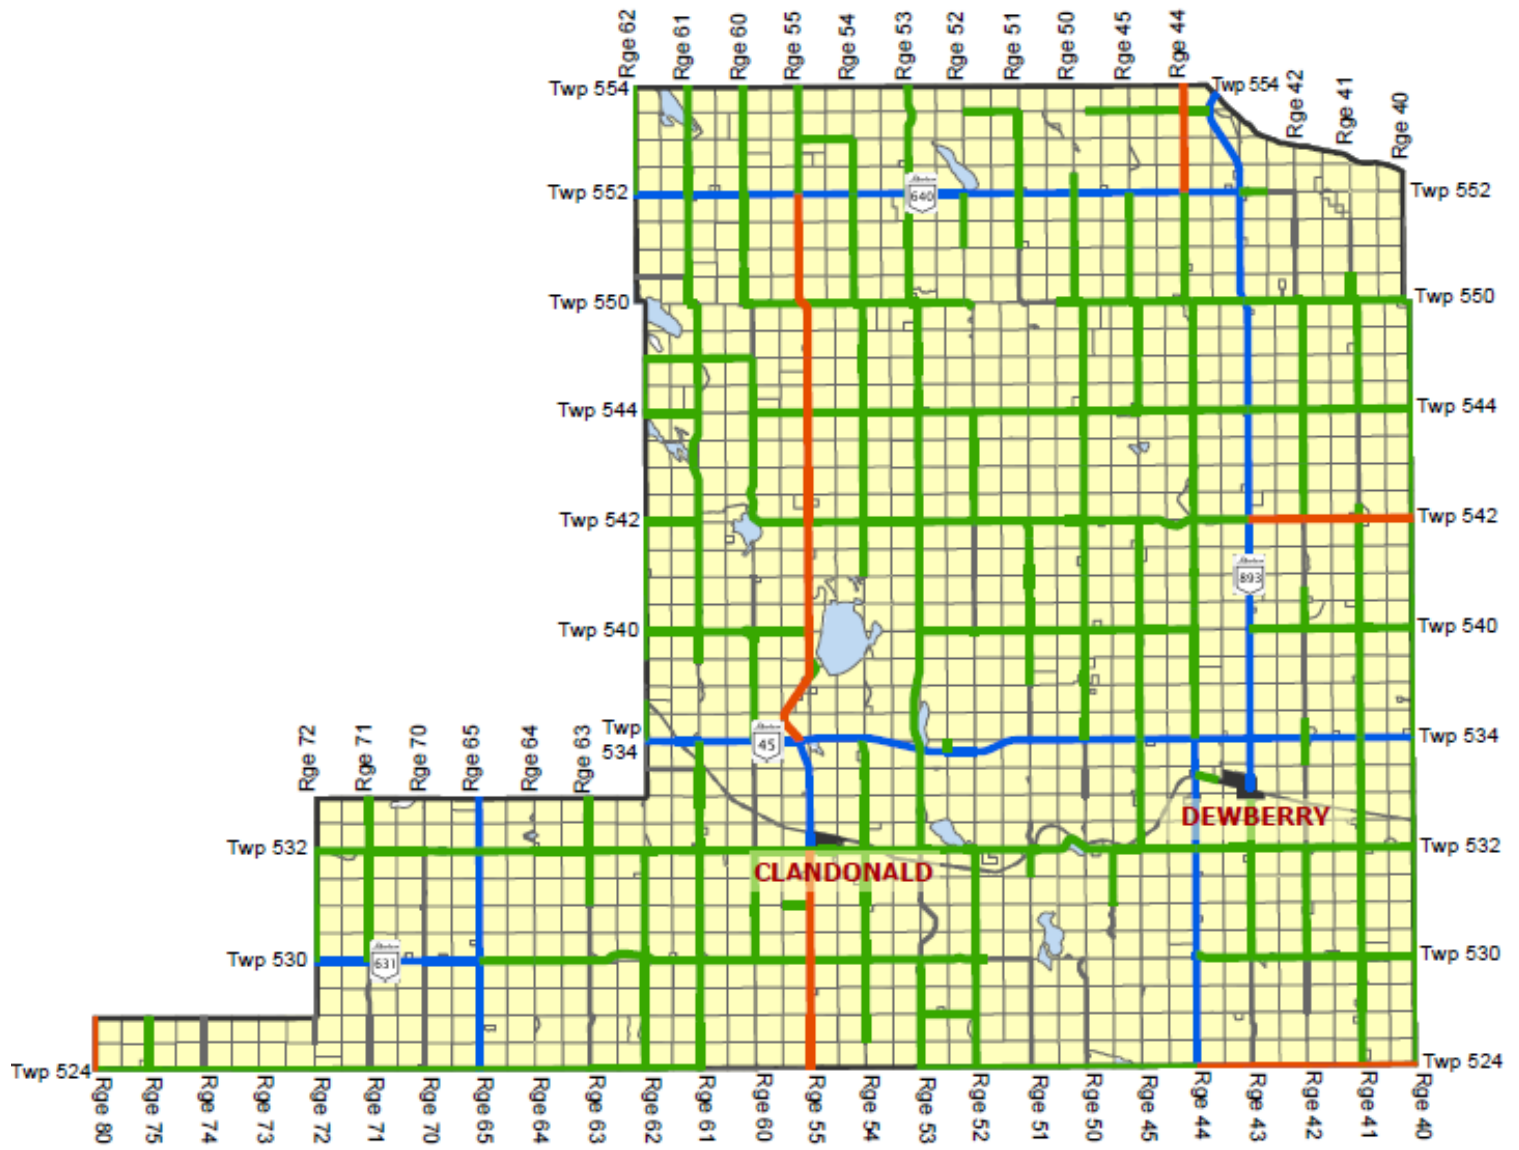 Rge 62
Rge 61
Rge 60
Rge 55
Rge 54
Rge 53
Rge 52
Rge 51
Rge 50
Rge 45
Rge 44
Twp 554
Twp 554
Rge 42
Rge 41
Rge 40
Twp 552
640
Twp 552
Twp 550
Twp 550
Twp 544
Twp 544
Twp 542
Twp 542
893
Twp 540
Twp 540
Rge 72
Rge 71
Rge 70
Rge 65
Rge 64
Rge 63
Twp
534
45
Twp 534
DEWBERRY
Twp 532
Twp 532
CLANDONALD
Twp 530
631
Twp 530
Twp 524
Twp 524
Rge 80
Rge 75
Rge 74
Rge 73
Rge 72
Rge 71
Rge 70
Rge 65
Rge 64
Rge 63
Rge 62
Rge 61
Rge 60
Rge 55
Rge 54
Rge 53
Rge 52
Rge 51
Rge 50
Rge 45
Rge 44
Rge 43
Rge 42
Rge 41
Rge 40